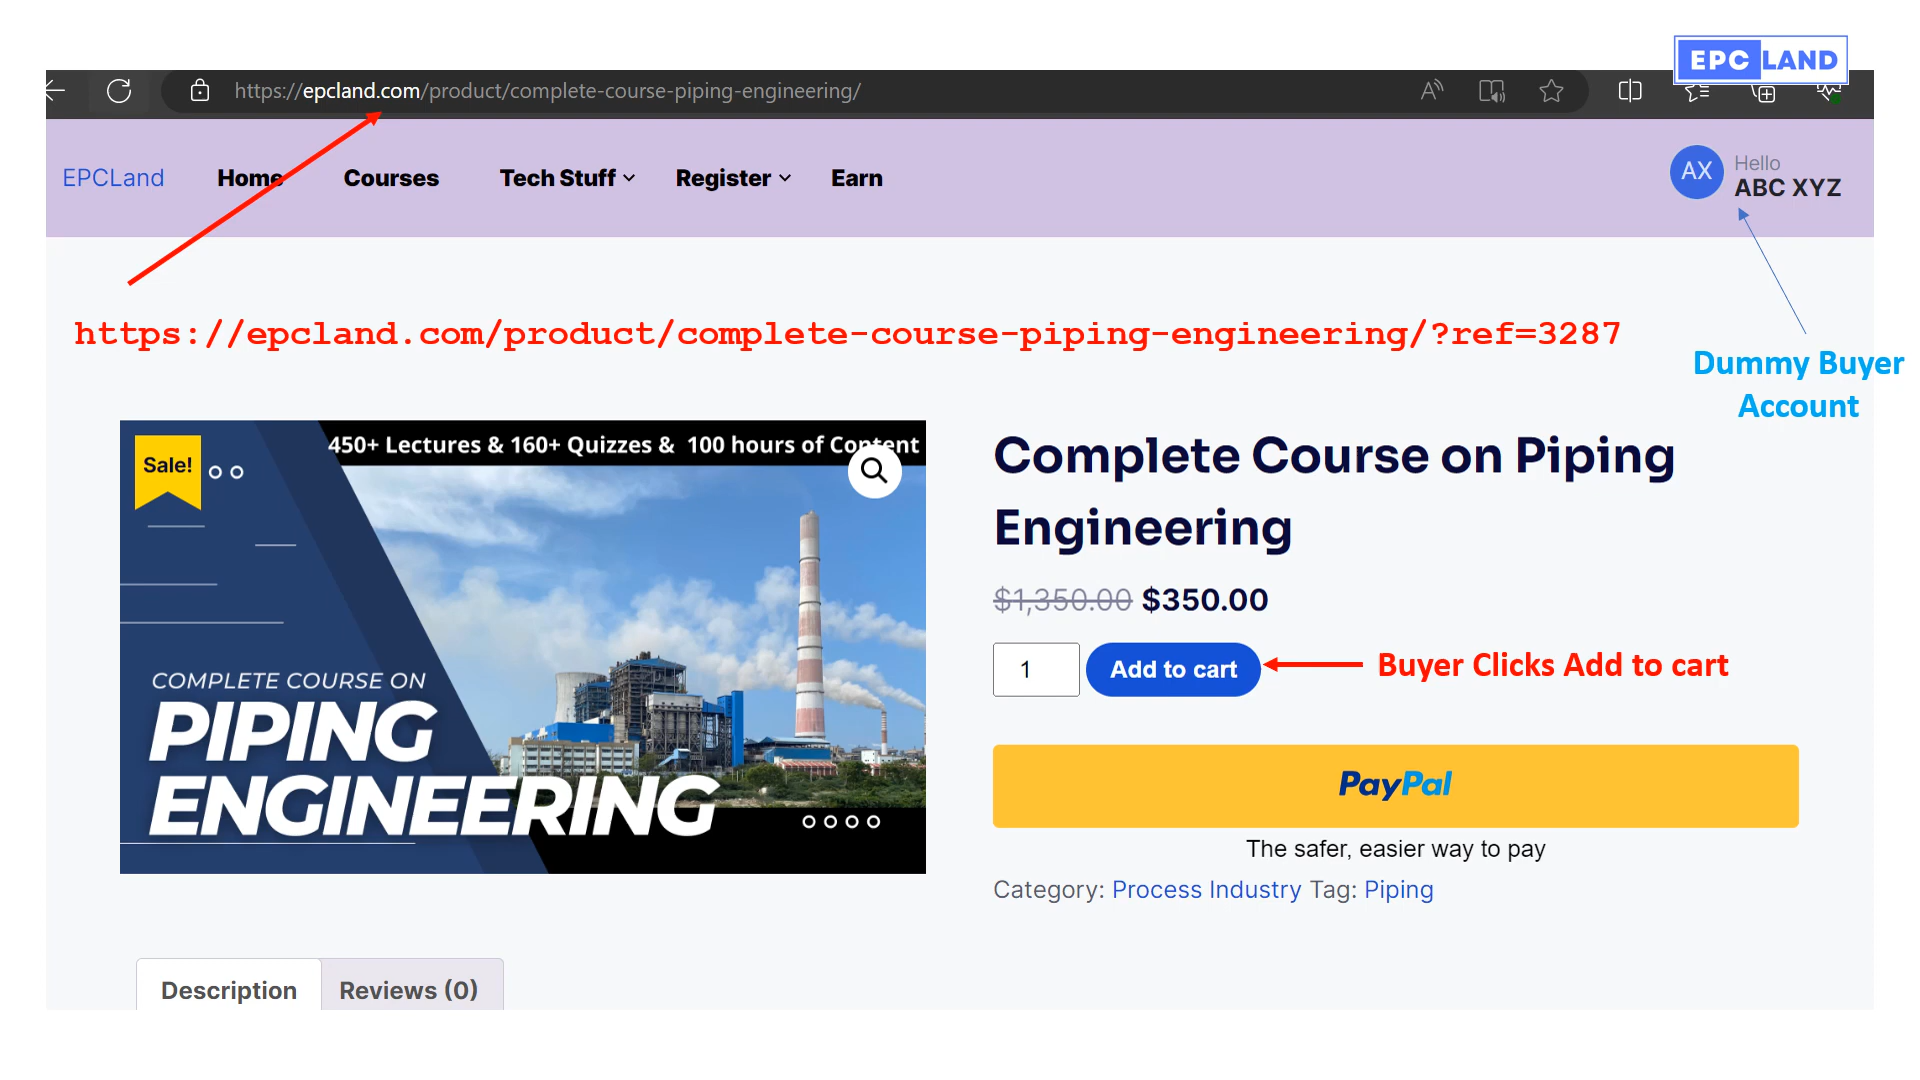 EPC LAND
https://epcland.com/product/complete-course-piping-engineering/
EPCLand Home Courses Tech Stuff Register Earn
AX
Hello
ABC XYZ
https://epcland.com/product/complete-course-piping-engineering/?ref=3287
Dummy Buyer
Account
450+ Lectures & 160+ Quizzes & 100 hours of Content
Sale!
COMPLETE COURSE ON
PIPING
ENGINEERING
Complete Course on Piping
Engineering
$1,350.00 $350.00
1
Add to cart
Buyer Clicks Add to cart
PayPal
The safer, easier way to pay
Category: Process Industry Tag: Piping
Description Reviews (0)